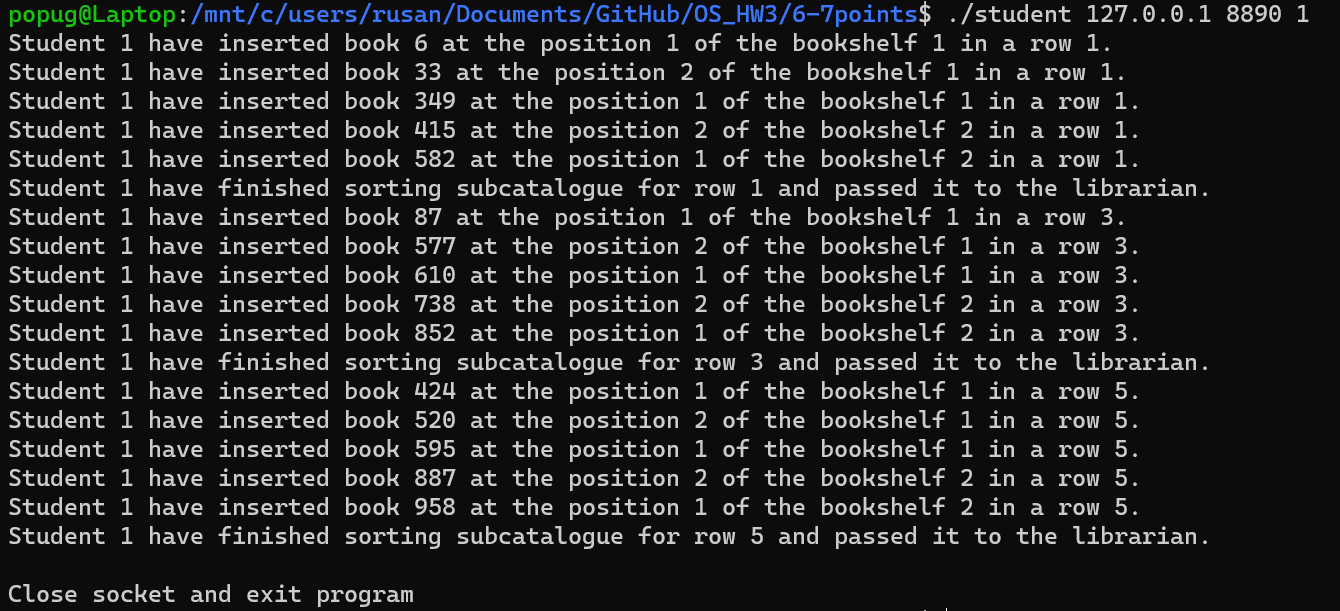 popug@Laptop:/mnt/c/users/rusan/Documents/GitHub/OS_HW3/6-7points$ ./student 127.0.0.1 8890 1
Student 1 have inserted book 6 at the position 1 of the bookshelf 1 in a row 1.
Student 1 have inserted book 33 at the position 2 of the bookshelf 1 in a row 1.
Student 1 have inserted book 349 at the position 1 of the bookshelf 1 in a row 1.
Student 1 have inserted book 415 at the position 2 of the bookshelf 2 in a row 1.
Student 1 have inserted book 582 at the position 1 of the bookshelf 2 in a row 1.
Student 1 have finished sorting subcatalogue for row 1 and passed it to the librarian.
Student 1 have inserted book 87 at the position 1 of the bookshelf 1 in a row 3.
Student 1 have inserted book 577 at the position 2 of the bookshelf 1 in a row 3.
Student 1 have inserted book 610 at the position 1 of the bookshelf 1 in a row 3.
Student 1 have inserted book 738 at the position 2 of the bookshelf 2 in a row 3.
Student 1 have inserted book 852 at the position 1 of the bookshelf 2 in a row 3.
Student 1 have finished sorting subcatalogue for row 3 and passed it to the librarian.
Student 1 have inserted book 424 at the position 1 of the bookshelf 1 in a row 5.
Student 1 have inserted book 520 at the position 2 of the bookshelf 1 in a row 5.
Student 1 have inserted book 595 at the position 1 of the bookshelf 1 in a row 5.
Student 1 have inserted book 887 at the position 2 of the bookshelf 2 in a row 5.
Student 1 have inserted book 958 at the position 1 of the bookshelf 2 in a row 5.
Student 1 have finished sorting subcatalogue for row 5 and passed it to the librarian.
Close socket and exit program